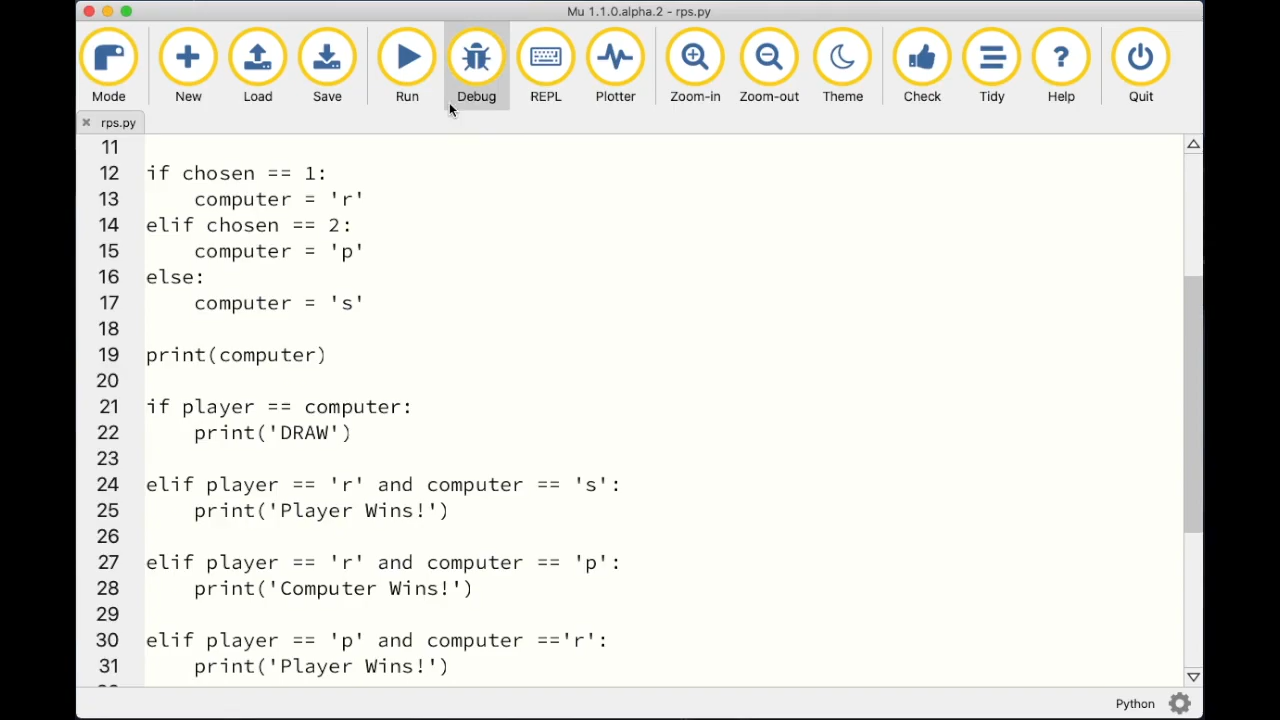 Mu 1.1.0.alpha.2 - rps.py
Mode New Load Save Run Debug REPL Plotter Zoom-in Zoom-out Theme Check Tidy Help Quit
rps.py
11
12 if chosen == 1:
13     computer = 'r'
14 elif chosen == 2:
15     computer = 'p'
16 else:
17     computer = 's'
18
19 print(computer)
20
21 if player == computer:
22     print('DRAW')
23
24 elif player == 'r' and computer == 's':
25     print('Player Wins!')
26
27 elif player == 'r' and computer == 'p':
28     print('Computer Wins!')
29
30 elif player == 'p' and computer =='r':
31     print('Player Wins!')
Python